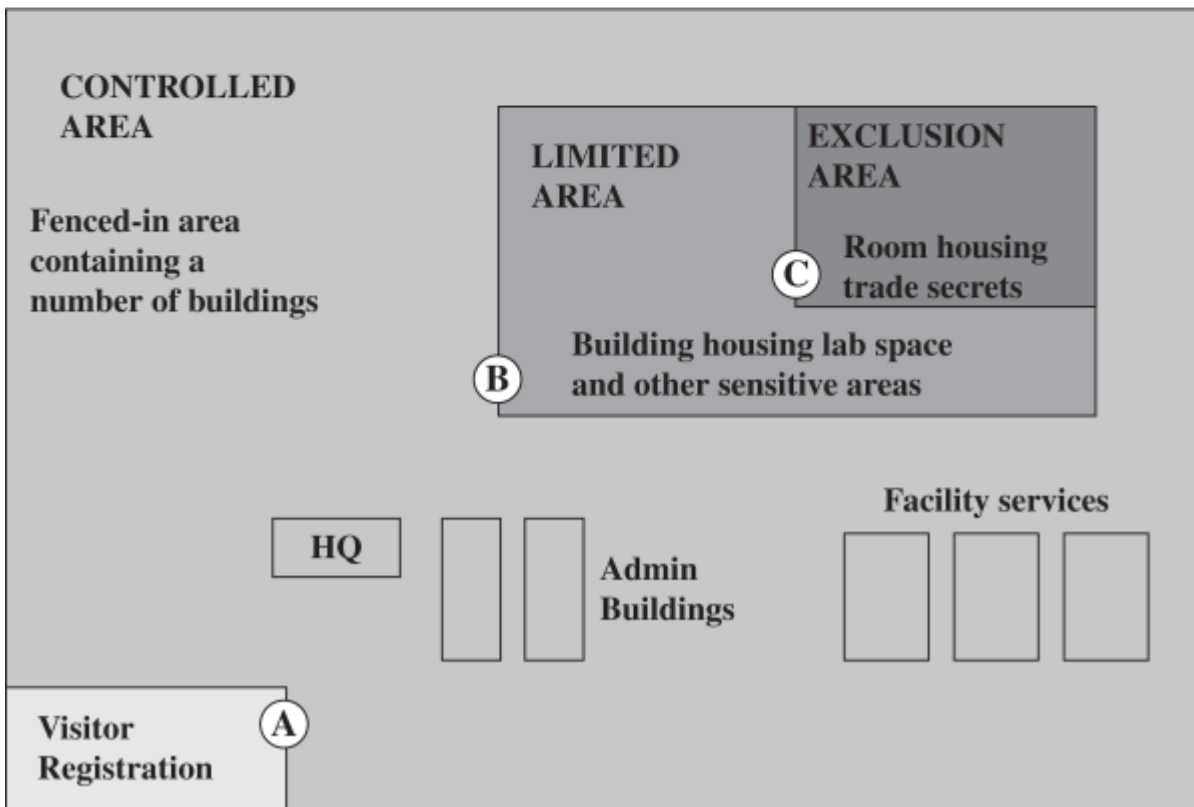 CONTROLLED
AREA
Fenced-in area
containing a
number of buildings
LIMITED
AREA
EXCLUSION
AREA
Room housing
trade secrets
C
Building housing lab space
and other sensitive areas
B
HQ
Admin
Buildings
Facility services
Visitor
Registration
A